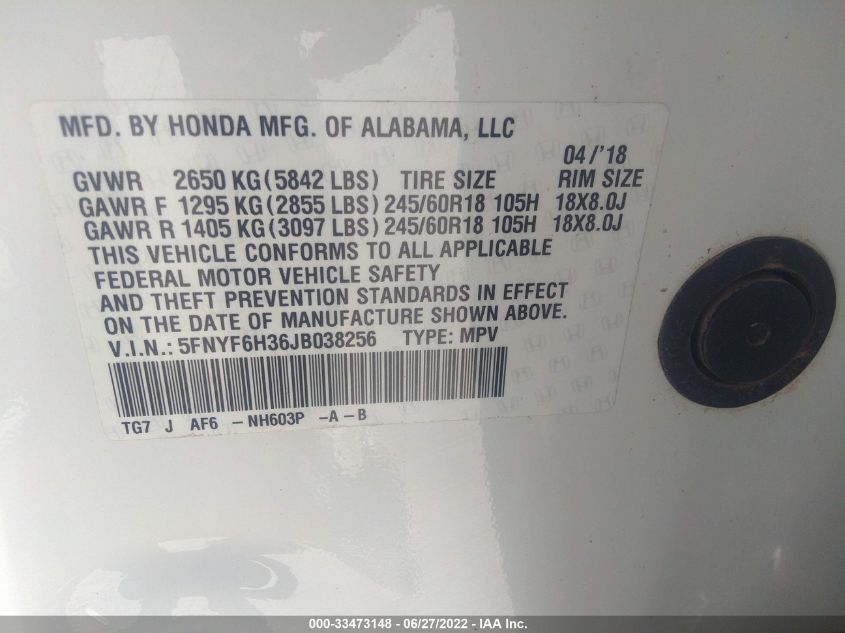 MFD. BY HONDA MFG. OF ALABAMA, LLC
04/'18
GVWR 2650 KG(5842 LBS) TIRE SIZE RIM SIZE
GAWR F 1295 KG(2855 LBS) 245/60R18 105H 18X8.0J
GAWR R 1405 KG(3097 LBS) 245/60R18 105H 18X8.0J
THIS VEHICLE CONFORMS TO ALL APPLICABLE
FEDERAL MOTOR VEHICLE SAFETY
AND THEFT PREVENTION STANDARDS IN EFFECT
ON THE DATE OF MANUFACTURE SHOWN ABOVE.
V.I.N.: 5FNYF6H36JB038256 TYPE: MPV
TG7 J AF6 - NH603P -A-B
000-33473148 - 06/27/2022 - IAA Inc.